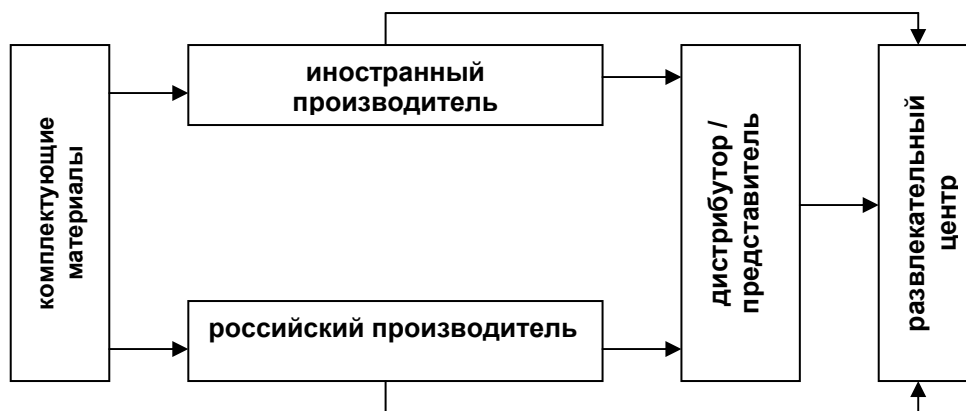 комплектующие
материалы
иностранный
производитель
российский производитель
дистрибутор /
представитель
развлекательный
центр